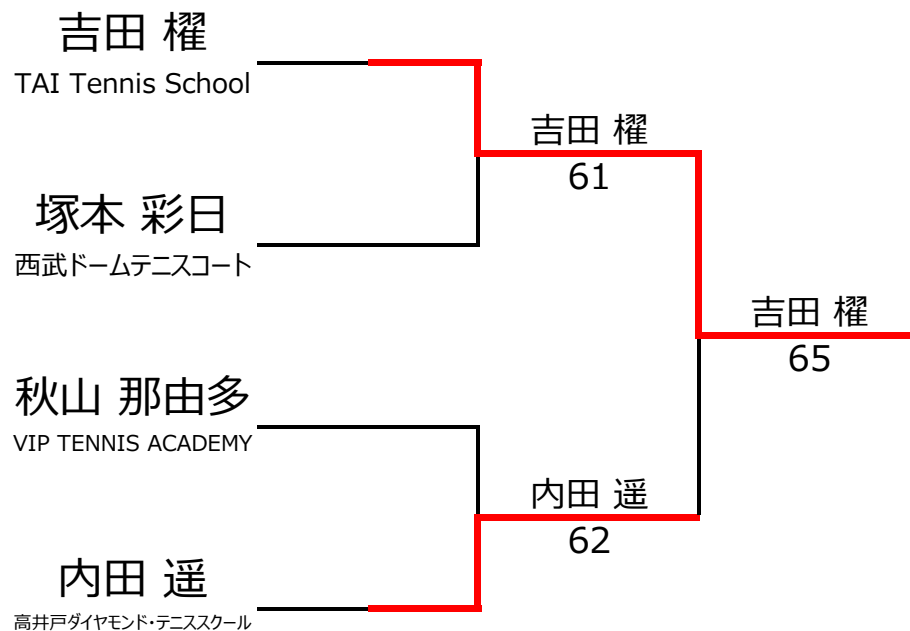 吉田 櫂
TAI Tennis School
吉田 櫂
61
塚本 彩日
西武ドームテニスコート
吉田 櫂
65
秋山 那由多
VIP TENNIS ACADEMY
内田 遥
62
内田 遥
高井戸ダイヤモンド・テニススクール